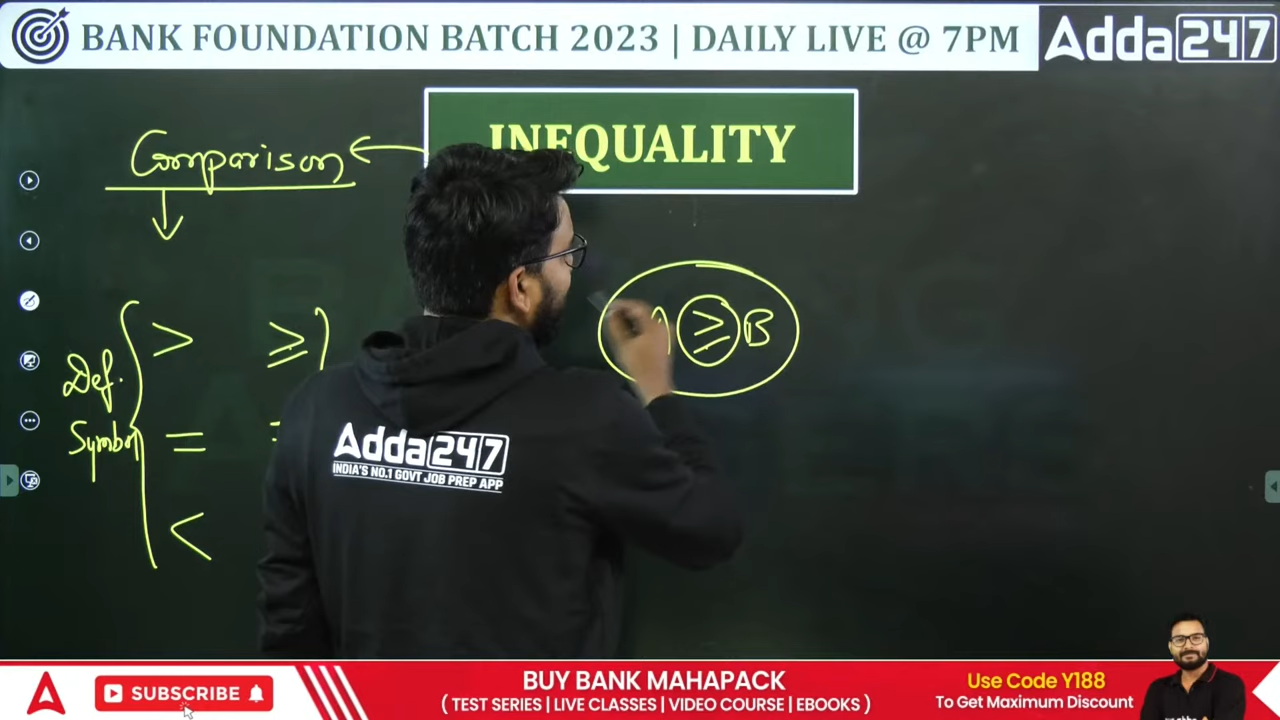 BANK FOUNDATION BATCH 2023 | DAILY LIVE @ 7PM
Adda247
INEQUALITY
Comparison
> ≥
≥ B
Def.
Symbol =
<
Adda247
INDIA'S NO.1 GOVT JOB PREP APP
SUBSCRIBE
BUY BANK MAHAPACK
( TEST SERIES | LIVE CLASSES | VIDEO COURSE | EBOOKS )
Use Code Y188
To Get Maximum Discount